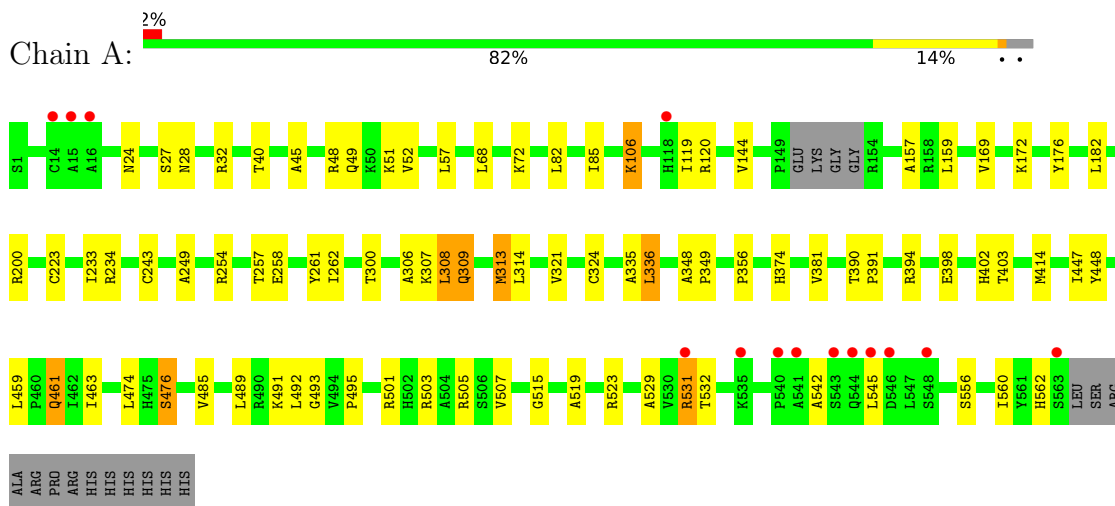 2%
Chain A:
82% 14% • •
S1 C14 A15 A16 N24 S27 N28 R32 T40 A45 R48 Q49 K50 K51 V52 L57 L68 K72 L82 I85 K106 H118 I119 R120 V144 P149 GLU LYS GLY GLY R154 A157 R158 L159 V169 K172 Y176 L182
R200 C223 I233 R234 C243 A249 R254 T257 E258 Y261 I262 T300 A306 K307 L308 Q309 M313 L314 V321 C324 A335 L336 A348 P349 P356 H374 V381 T390 P391 R394 E398 H402 T403 M414 I447 Y448
L459 P460 Q461 I462 I463 L474 H475 S476 V485 L489 R490 K491 L492 G493 V494 P495 R501 H502 R503 A504 R505 S506 V507 G515 A519 R523 A529 V530 R531 T532 K535 P540 A541 A542 S543 Q544 L545 D546 L547 S548 S556 I560 Y561 H562 S563 LEU SER ARG
ALA ARG PRO ARG HIS HIS HIS HIS HIS HIS